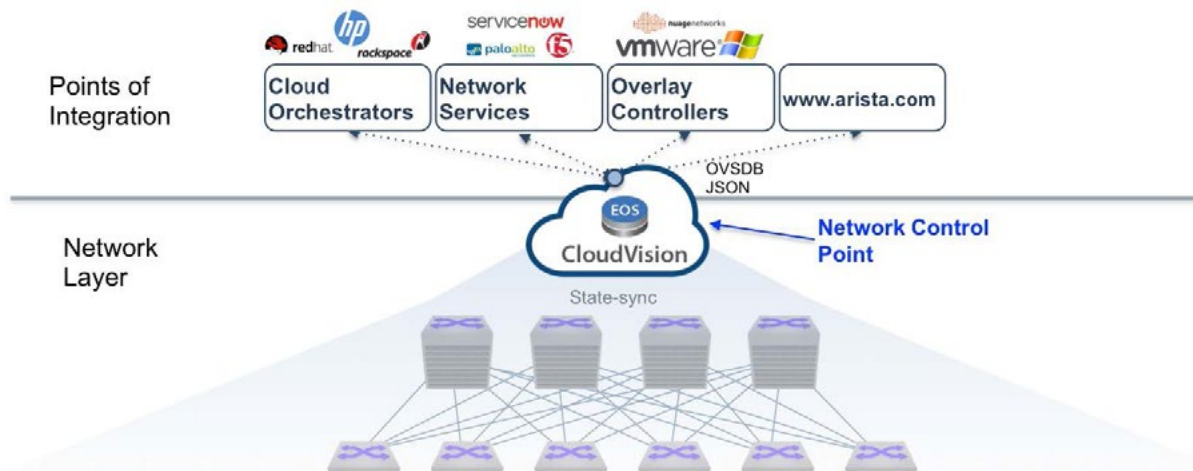 hp
servicenow
nuagenetworks
redhat
rackspace
paloalto
f5
vmware
Points of
Integration
Cloud
Orchestrators
Network
Services
Overlay
Controllers
www.arista.com
OVSDB
JSON
EOS
CloudVision
Network Control
Point
Network
Layer
State-sync